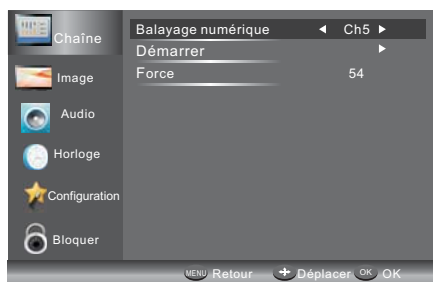 Chaîne
Image
Audio
Horloge
Configuration
Bloquer
Balayage numérique Ch5
Démarrer
Force 54
MENU Retour Déplacer OK OK